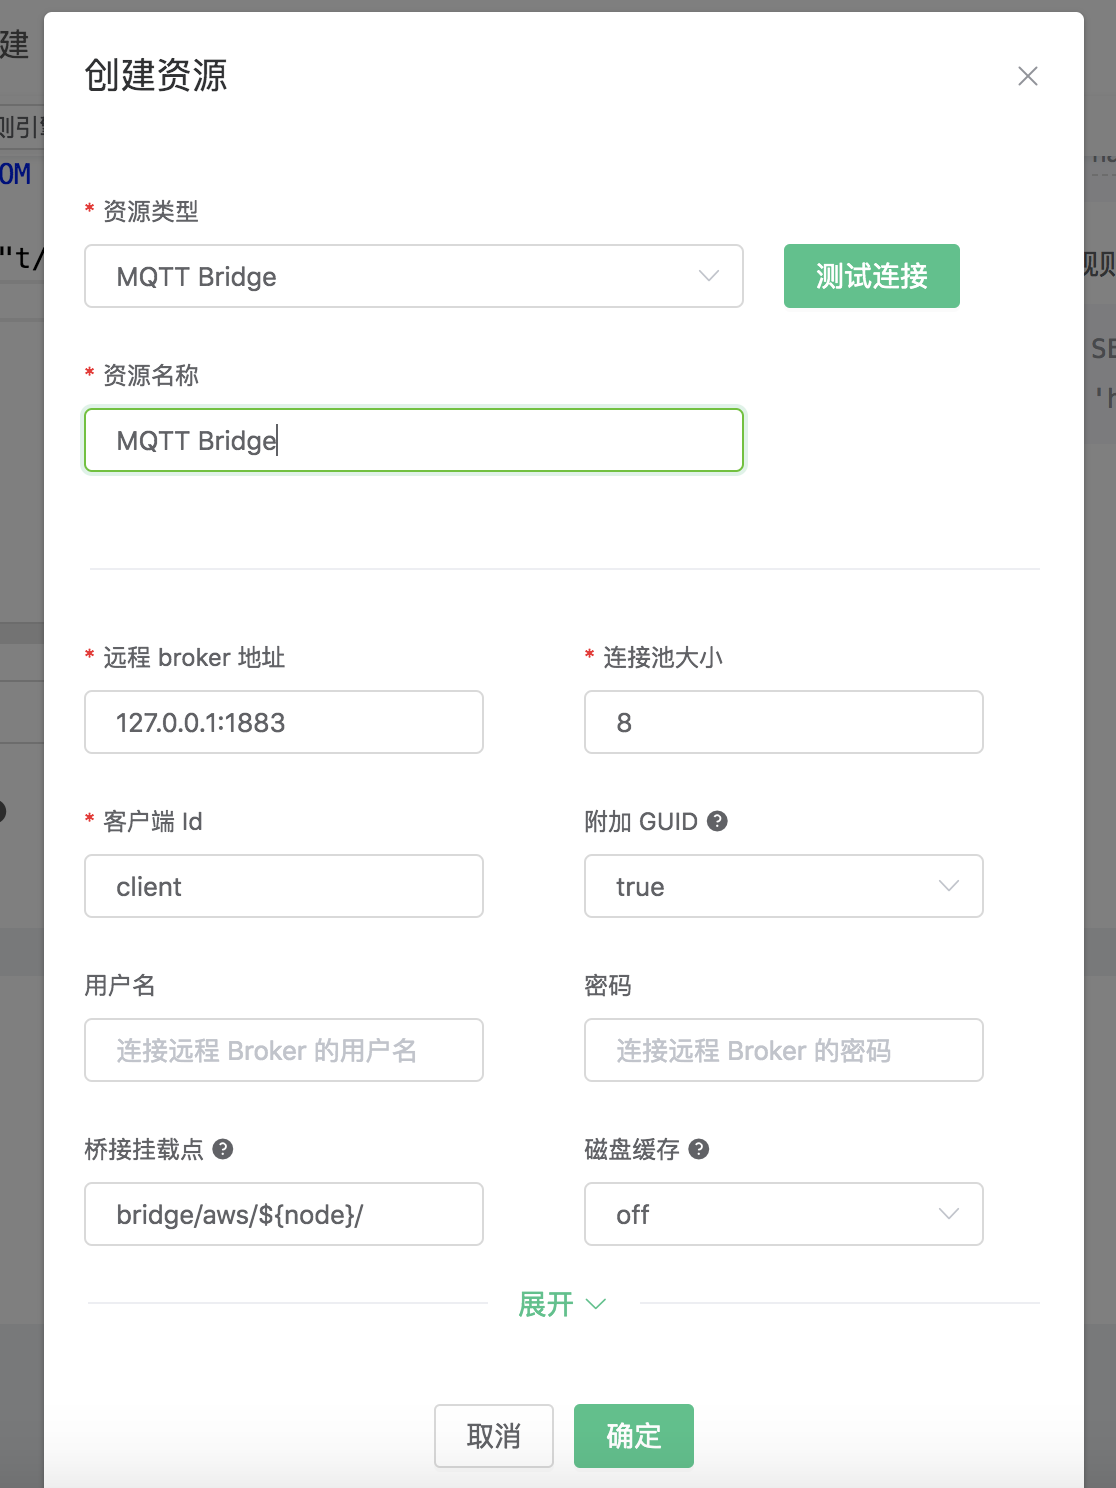 建
创建资源
OM
"t/
* 资源类型
MQTT Bridge
测试连接
* 资源名称
SE
MQTT Bridge
* 远程 broker 地址
* 连接池大小
127.0.0.1:1883
8
* 客户端 Id
附加 GUID ?
client
true
用户名
密码
连接远程 Broker 的用户名
连接远程 Broker 的密码
桥接挂载点 ?
磁盘缓存 ?
bridge/aws/${node}/
off
展开
取消
确定